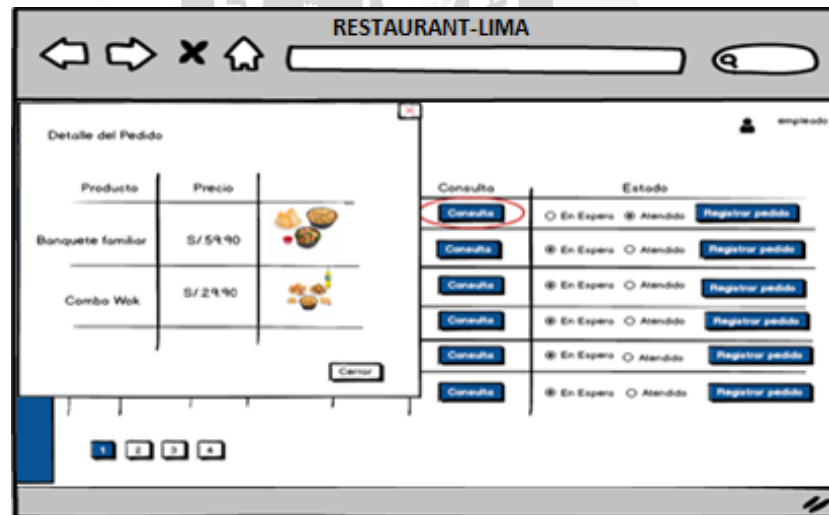 RESTAURANT-LIMA
empleado
Detalle del Pedido
Producto Precio
Banquete familiar S/.59.90
Combo Wok S/.29.90
Cerrar
Consulta Estado
Consulta En Espera Atendido Registrar pedido
Consulta En Espera Atendido Registrar pedido
Consulta En Espera Atendido Registrar pedido
Consulta En Espera Atendido Registrar pedido
Consulta En Espera Atendido Registrar pedido
Consulta En Espera Atendido Registrar pedido
1 2 3 4